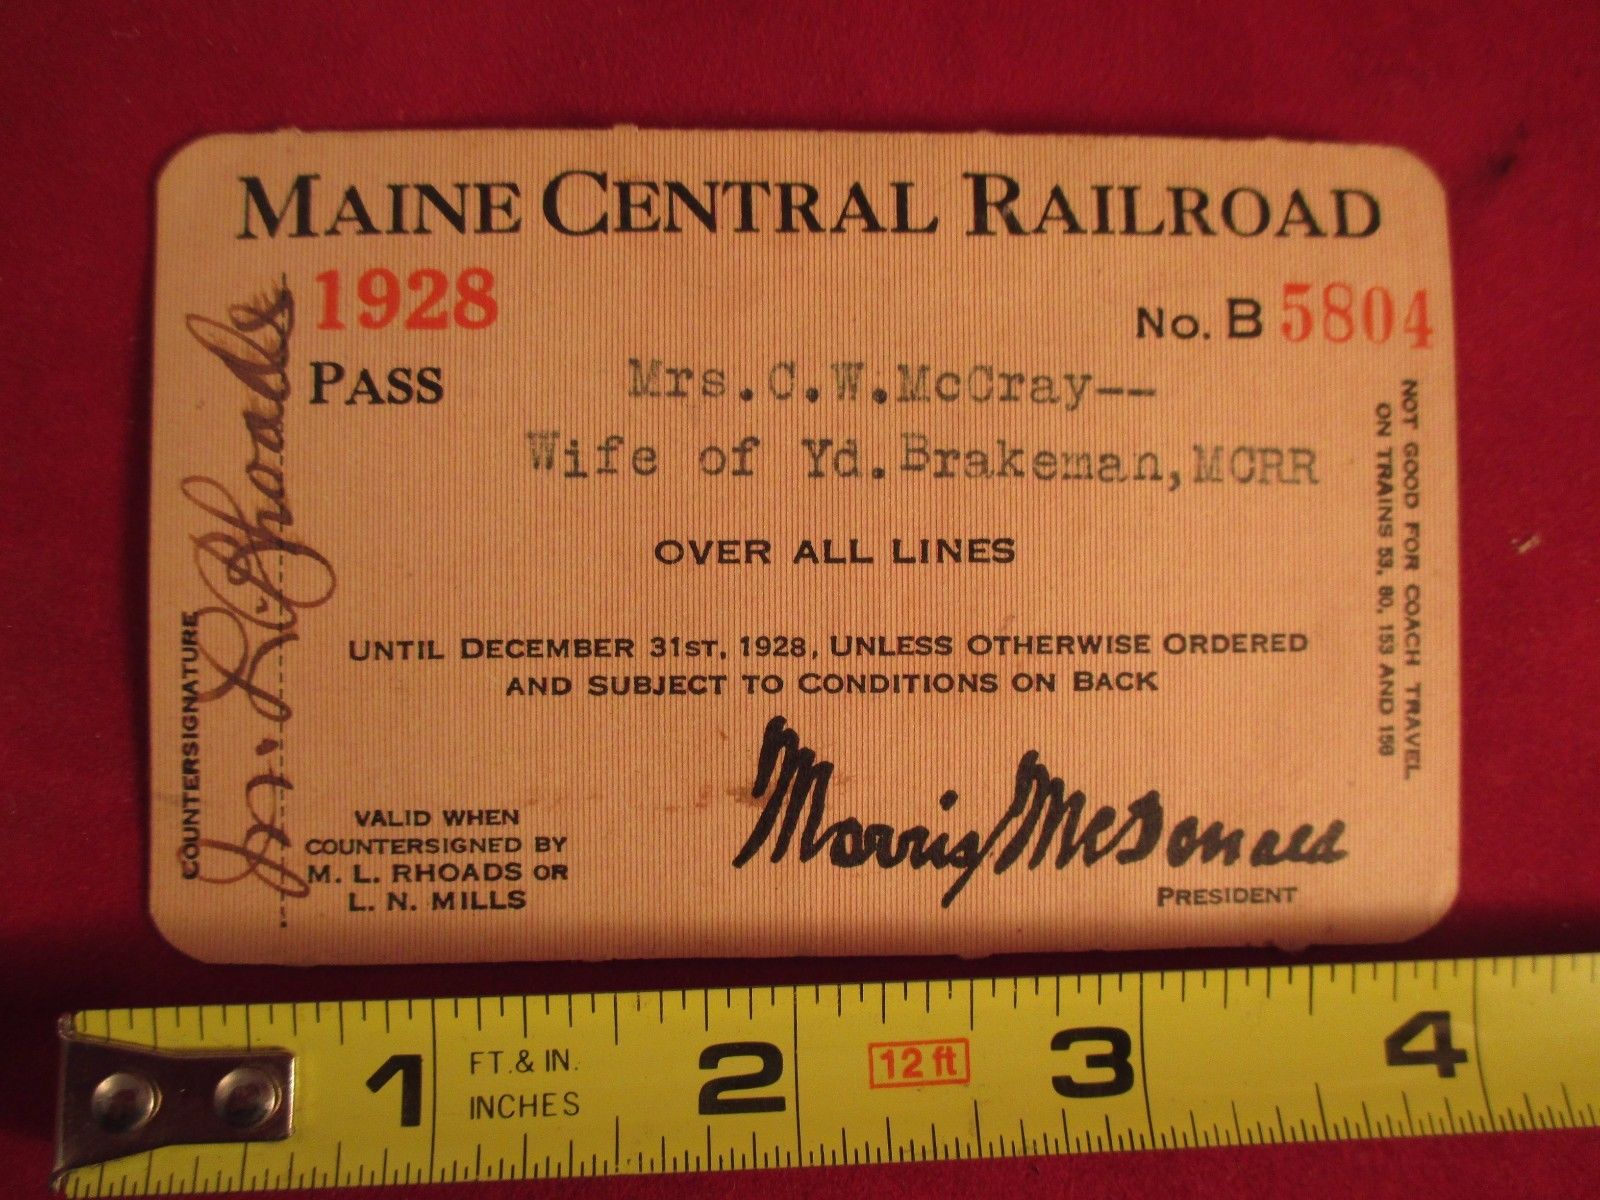 MAINE CENTRAL RAILROAD
1928
No. B 5804
PASS
Mrs. C. W. McCray--
Wife of Yd. Brakeman, MCRR
OVER ALL LINES
UNTIL DECEMBER 31ST, 1928, UNLESS OTHERWISE ORDERED
AND SUBJECT TO CONDITIONS ON BACK
COUNTERSIGNATURE
M. L. Rhoads
VALID WHEN
COUNTERSIGNED BY
M. L. RHOADS OR
L. N. MILLS
Morris McDonald
PRESIDENT
NOT GOOD FOR COACH TRAVEL
ON TRAINS 53, 80, 153 AND 156
1 FT. & IN. 2 12 ft 3 4
INCHES